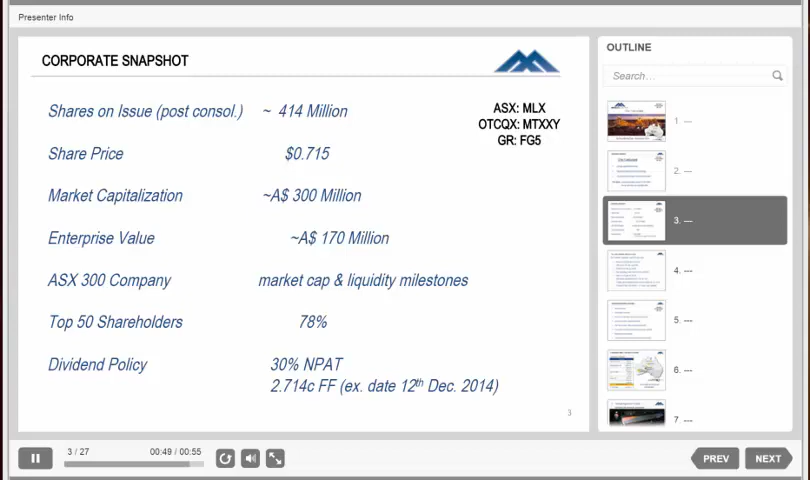 Presenter Info
CORPORATE SNAPSHOT
ASX: MLX
OTCQX: MTXXY
GR: FG5
Shares on Issue (post consol.) ~ 414 Million
Share Price $0.715
Market Capitalization ~A$ 300 Million
Enterprise Value ~A$ 170 Million
ASX 300 Company market cap & liquidity milestones
Top 50 Shareholders 78%
Dividend Policy 30% NPAT
2.714c FF (ex. date 12th Dec. 2014)
3
OUTLINE
Search...
1. ---
2. ---
3. ---
4. ---
5. ---
6. ---
7 ---
3 / 27
00:49 / 00:55
PREV
NEXT